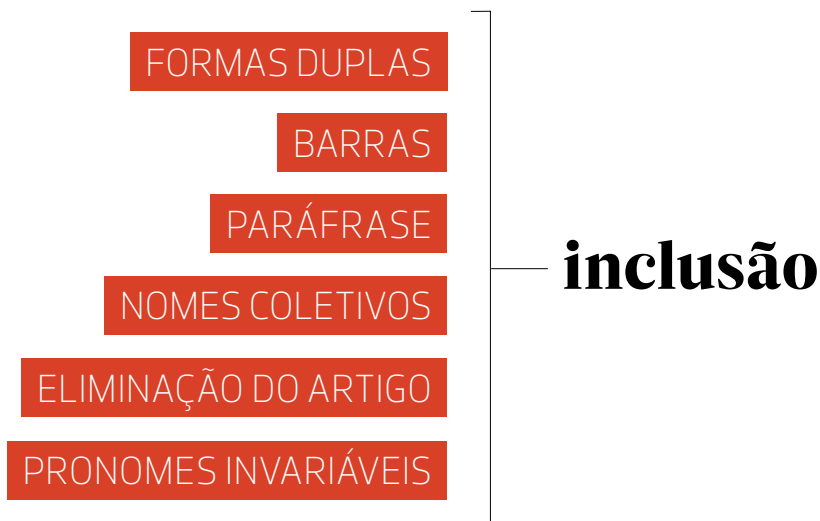 FORMAS DUPLAS
BARRAS
PARÁFRASE
NOMES COLETIVOS
ELIMINAÇÃO DO ARTIGO
PRONOMES INVARIÁVEIS
inclusão